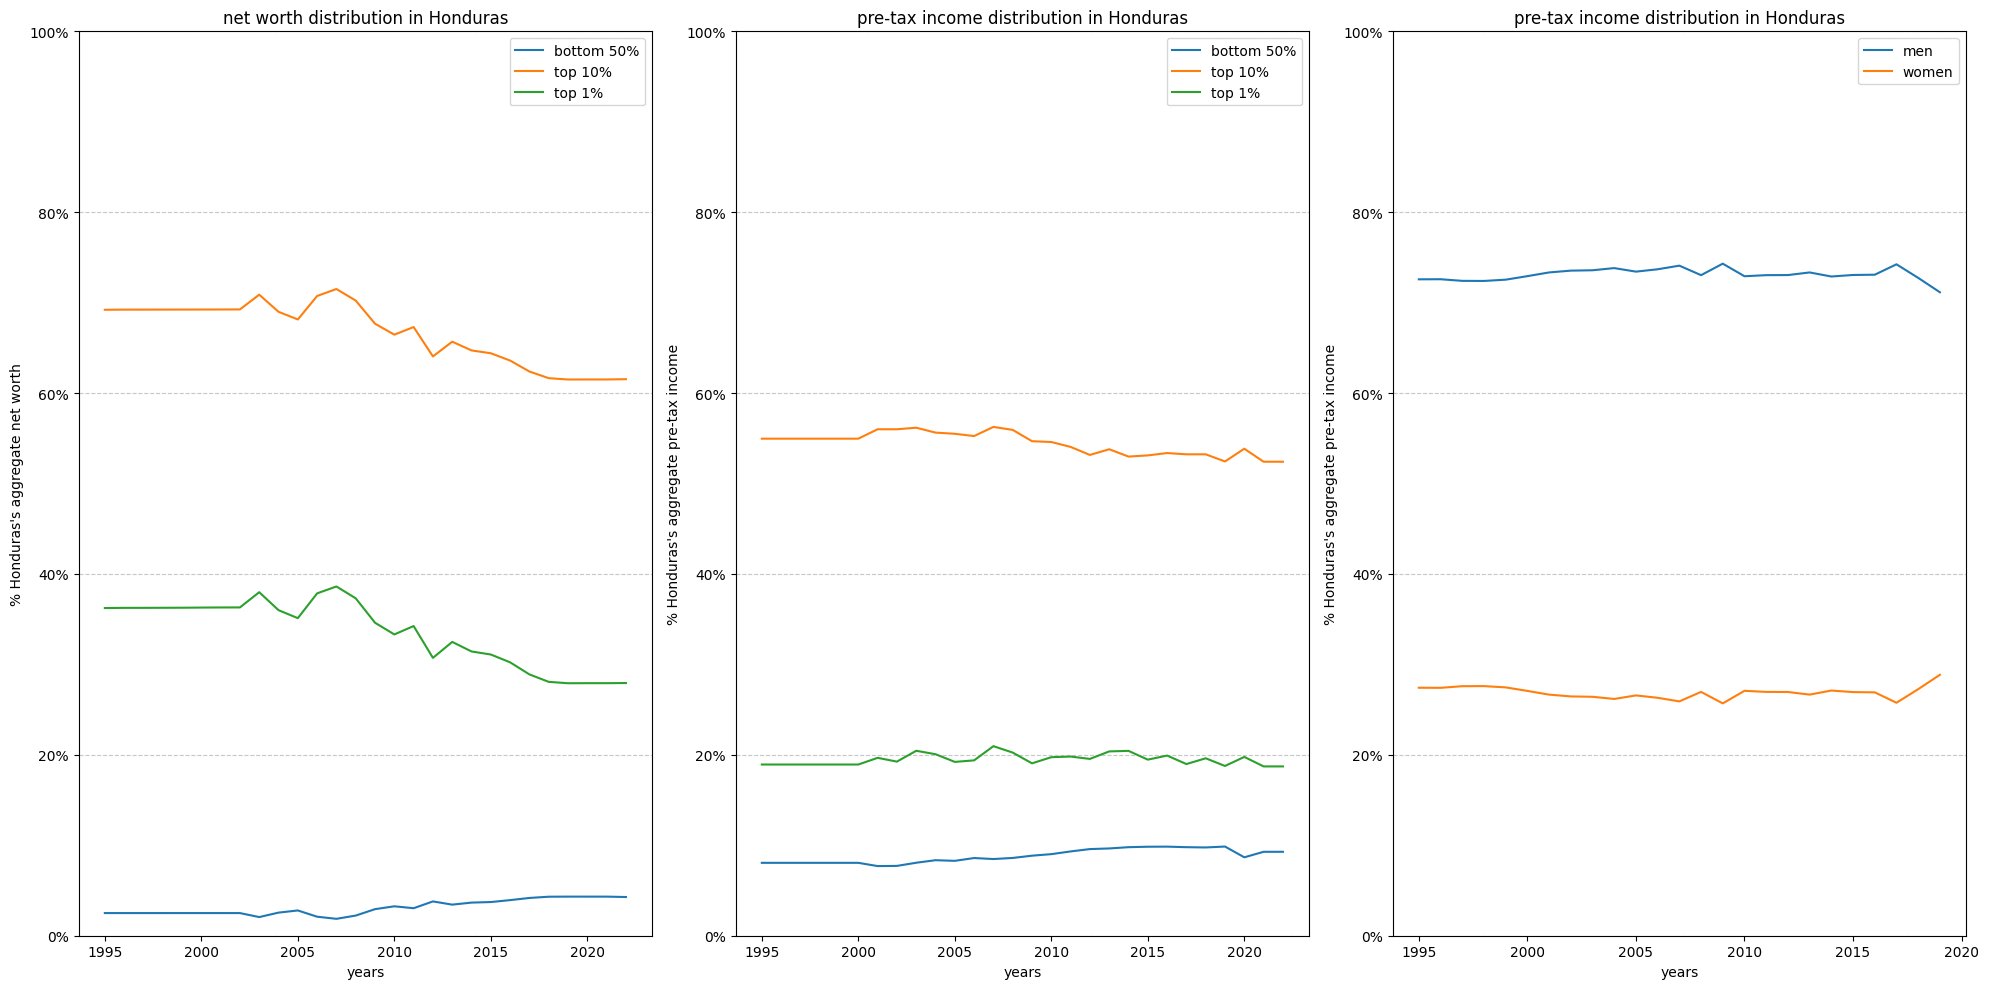 net worth distribution in Honduras
% Honduras's aggregate net worth
100%
80%
60%
40%
20%
0%
bottom 50%
top 10%
top 1%
1995
2000
2005
2010
2015
2020
years
pre-tax income distribution in Honduras
% Honduras's aggregate pre-tax income
100%
80%
60%
40%
20%
0%
bottom 50%
top 10%
top 1%
1995
2000
2005
2010
2015
2020
years
pre-tax income distribution in Honduras
% Honduras's aggregate pre-tax income
100%
80%
60%
40%
20%
0%
men
women
1995
2000
2005
2010
2015
2020
years